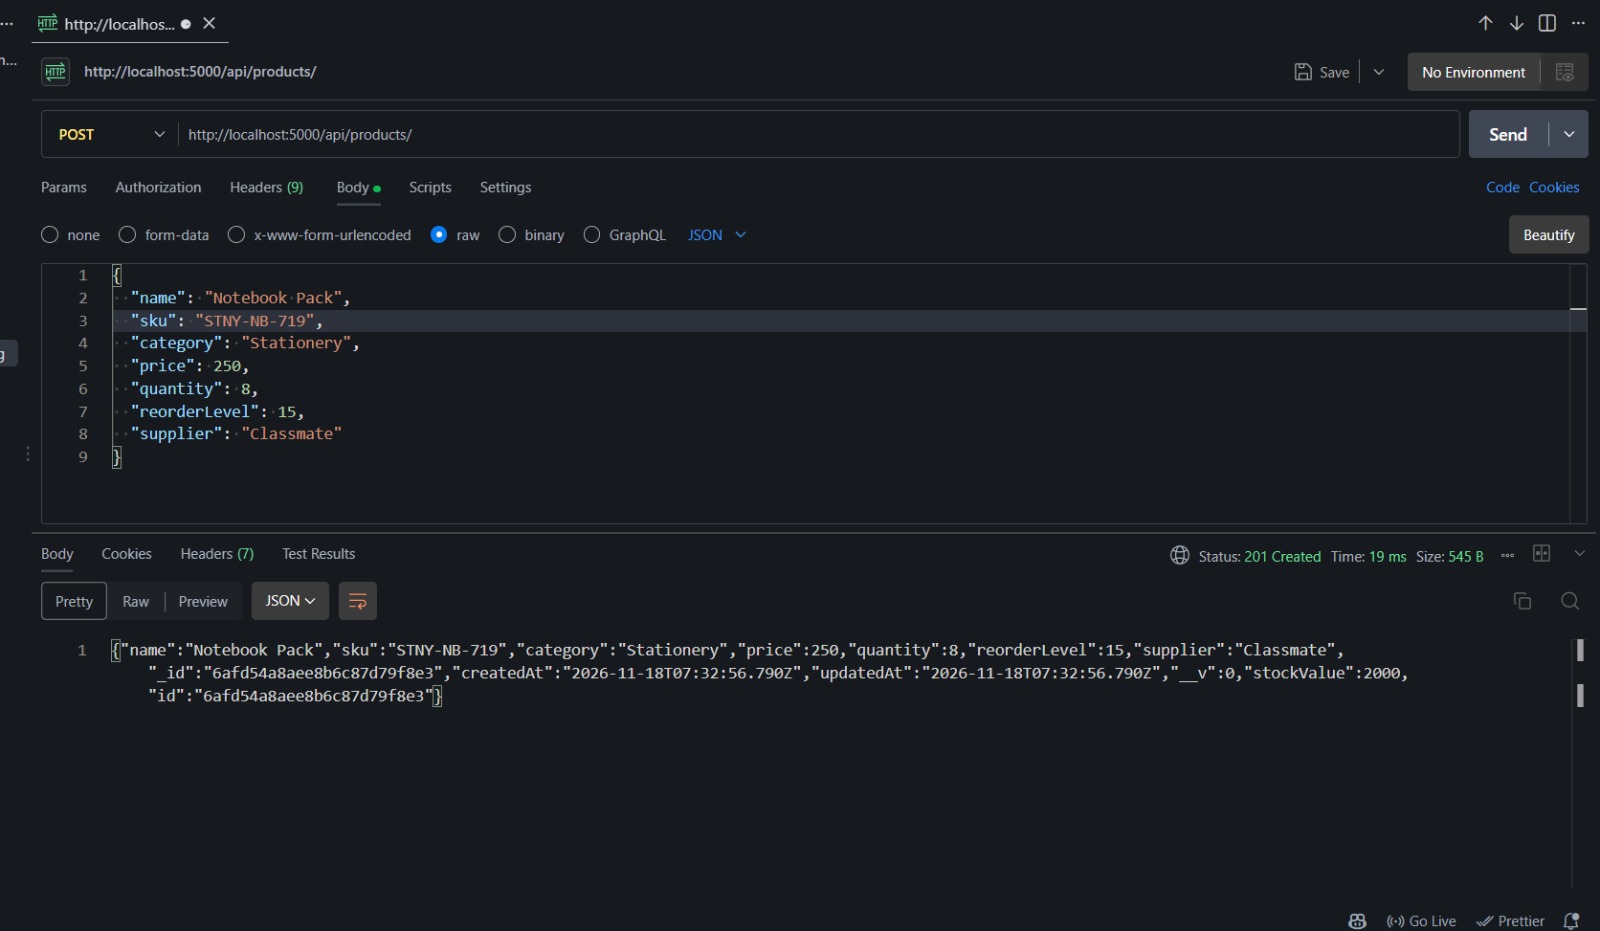 http://localhos...
http://localhost:5000/api/products/
Save
No Environment
POST
http://localhost:5000/api/products/
Send
Params Authorization Headers (9) Body Scripts Settings
Code Cookies
none form-data x-www-form-urlencoded raw binary GraphQL JSON
Beautify
1 {
2 "name": "Notebook Pack",
3 "sku": "STNY-NB-719",
4 "category": "Stationery",
5 "price": 250,
6 "quantity": 8,
7 "reorderLevel": 15,
8 "supplier": "Classmate"
9 }
Body Cookies Headers (7) Test Results
Status: 201 Created Time: 19 ms Size: 545 B
Pretty Raw Preview JSON
1 {"name":"Notebook Pack","sku":"STNY-NB-719","category":"Stationery","price":250,"quantity":8,"reorderLevel":15,"supplier":"Classmate",
"_id":"6afd54a8aee8b6c87d79f8e3","createdAt":"2026-11-18T07:32:56.790Z","updatedAt":"2026-11-18T07:32:56.790Z","__v":0,"stockValue":2000,
"id":"6afd54a8aee8b6c87d79f8e3"}
Go Live Prettier